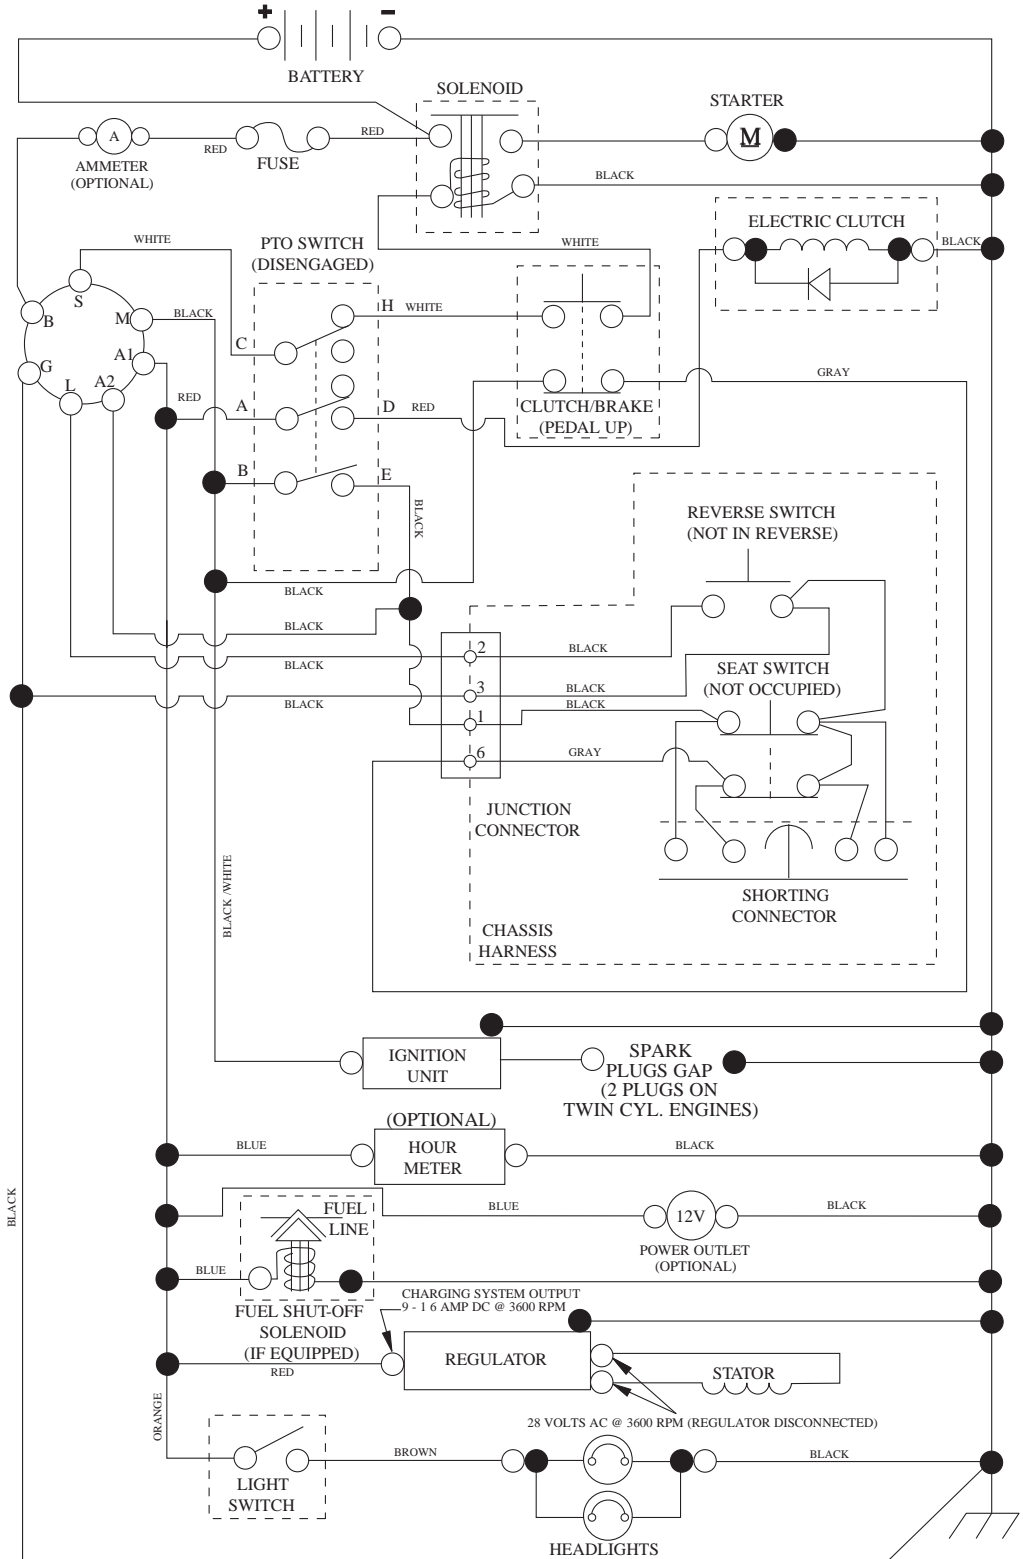 + -
BATTERY
SOLENOID
STARTER
A
RED
FUSE
RED
M
AMMETER
(OPTIONAL)
BLACK
ELECTRIC CLUTCH
BLACK
WHITE
PTO SWITCH
(DISENGAGED)
WHITE
S
B
M
BLACK
H
WHITE
C
G
A1
L
A2
RED
A
D
RED
GRAY
CLUTCH/BRAKE
(PEDAL UP)
B
E
BLACK
REVERSE SWITCH
(NOT IN REVERSE)
BLACK
BLACK
2
BLACK
BLACK
SEAT SWITCH
(NOT OCCUPIED)
3
BLACK
BLACK
BLACK
1
6
GRAY
JUNCTION
CONNECTOR
BLACK /WHITE
SHORTING
CONNECTOR
CHASSIS
HARNESS
IGNITION
UNIT
SPARK
PLUGS GAP
(2 PLUGS ON
TWIN CYL. ENGINES)
(OPTIONAL)
BLUE
HOUR
METER
BLACK
BLACK
FUEL
LINE
BLUE
12V
BLACK
POWER OUTLET
(OPTIONAL)
BLUE
CHARGING SYSTEM OUTPUT
9 - 1 6 AMP DC @ 3600 RPM
FUEL SHUT-OFF
SOLENOID
(IF EQUIPPED)
RED
REGULATOR
STATOR
ORANGE
28 VOLTS AC @ 3600 RPM (REGULATOR DISCONNECTED)
BROWN
BLACK
LIGHT
SWITCH
HEADLIGHTS